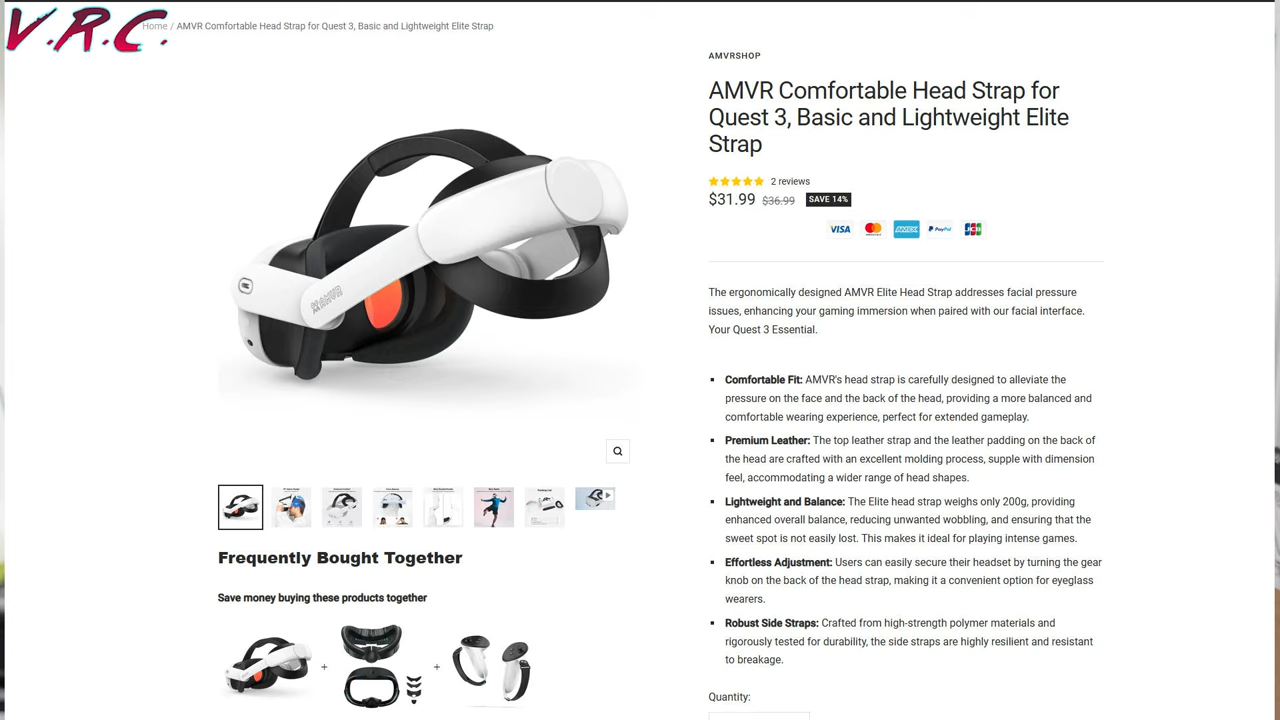 V.R.C.
Home / AMVR Comfortable Head Strap for Quest 3, Basic and Lightweight Elite Strap
AMVRSHOP
AMVR Comfortable Head Strap for
Quest 3, Basic and Lightweight Elite
Strap
2 reviews
$31.99 $36.99 SAVE 14%
VISA AMEX PayPal JCB
The ergonomically designed AMVR Elite Head Strap addresses facial pressure
issues, enhancing your gaming immersion when paired with our facial interface.
Your Quest 3 Essential.
Comfortable Fit: AMVR's head strap is carefully designed to alleviate the
pressure on the face and the back of the head, providing a more balanced and
comfortable wearing experience, perfect for extended gameplay.
Premium Leather: The top leather strap and the leather padding on the back of
the head are crafted with an excellent molding process, supple with dimension
feel, accommodating a wider range of head shapes.
Lightweight and Balance: The Elite head strap weighs only 200g, providing
enhanced overall balance, reducing unwanted wobbling, and ensuring that the
sweet spot is not easily lost. This makes it ideal for playing intense games.
Effortless Adjustment: Users can easily secure their headset by turning the gear
knob on the back of the head strap, making it a convenient option for eyeglass
wearers.
Robust Side Straps: Crafted from high-strength polymer materials and
rigorously tested for durability, the side straps are highly resilient and resistant
to breakage.
Quantity:
AMVR
Frequently Bought Together
Save money buying these products together
+ +